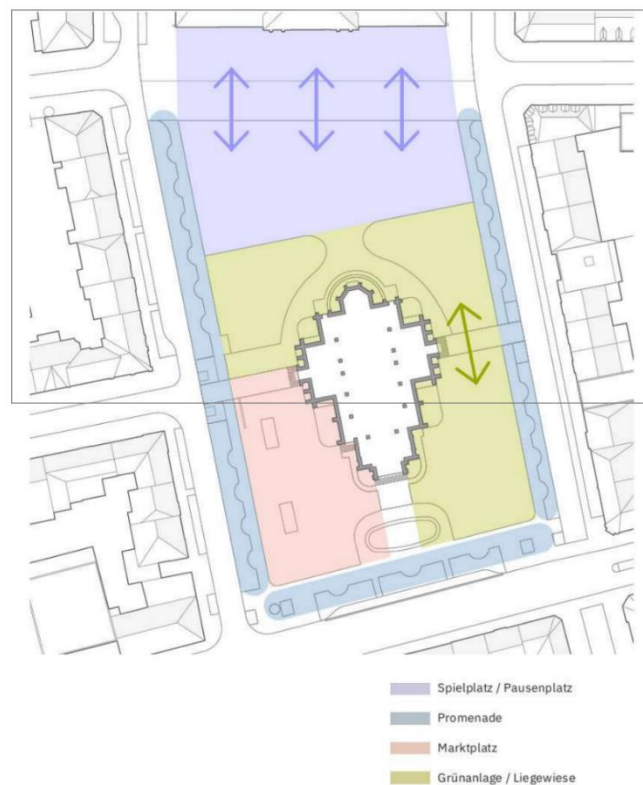 Spielplatz / Pausenplatz
Promenade
Marktplatz
Grünanlage / Liegewiese